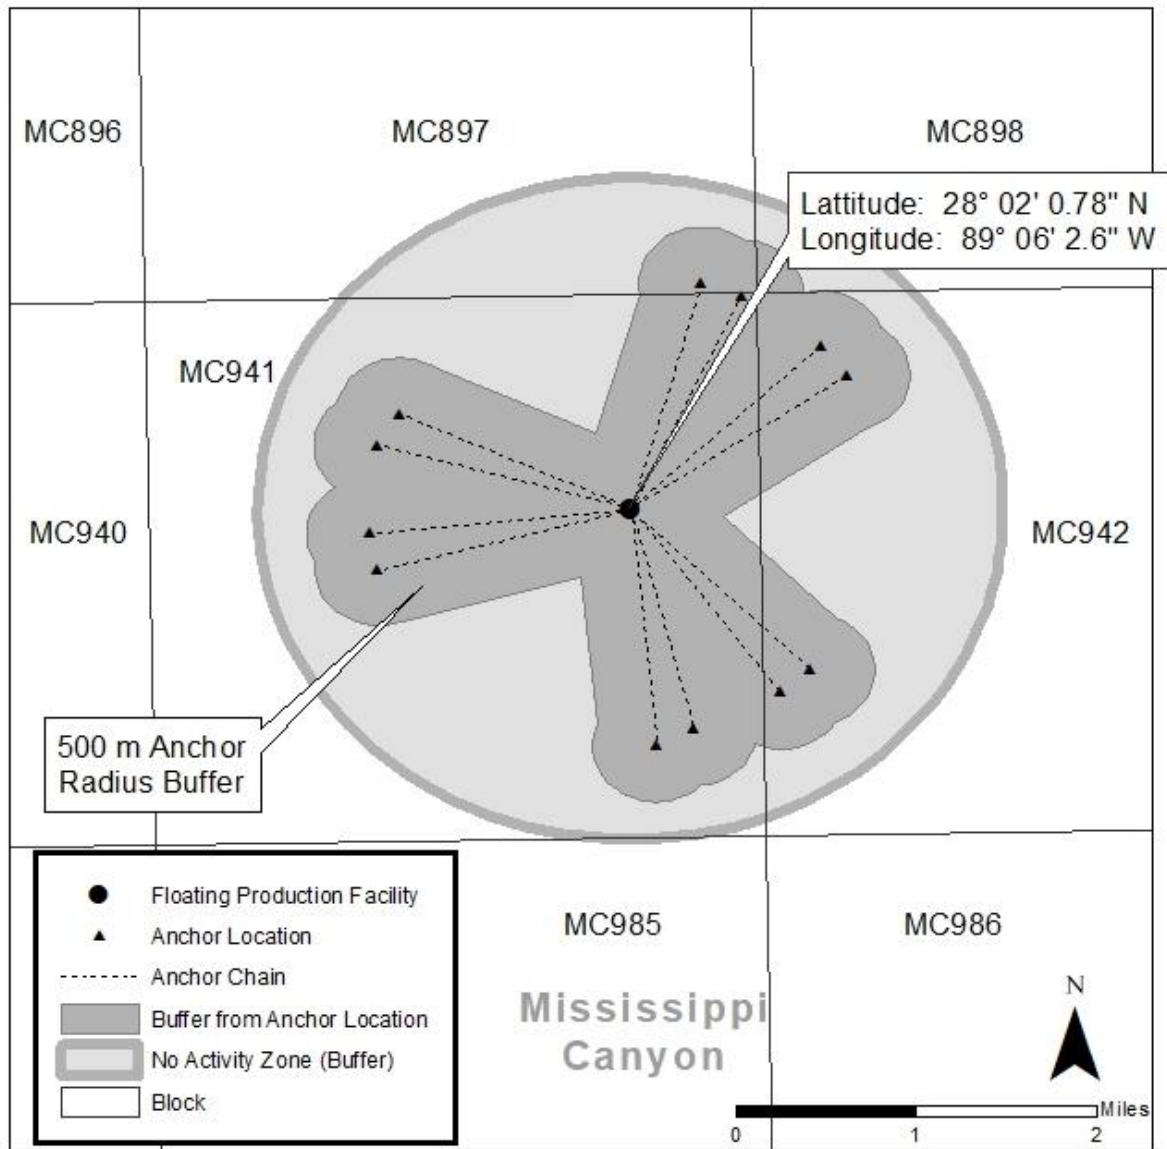 MC896
MC897
MC898
Lattitude: 28° 02' 0.78" N
Longitude: 89° 06' 2.6" W
MC941
MC940
MC942
500 m Anchor
Radius Buffer
Floating Production Facility
Anchor Location
Anchor Chain
Buffer from Anchor Location
No Activity Zone (Buffer)
Block
MC985
MC986
Mississippi
Canyon
N
Miles
0 1 2